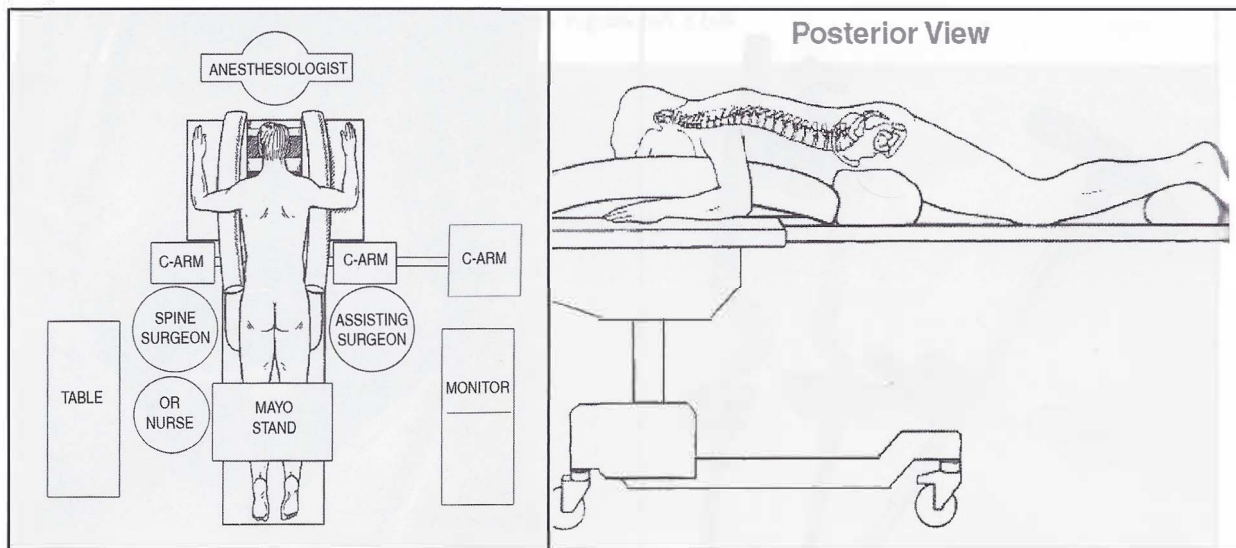 ANESTHESIOLOGIST
C-ARM
C-ARM
C-ARM
SPINE
SURGEON
ASSISTING
SURGEON
TABLE
OR
NURSE
MAYO
STAND
MONITOR
Posterior View